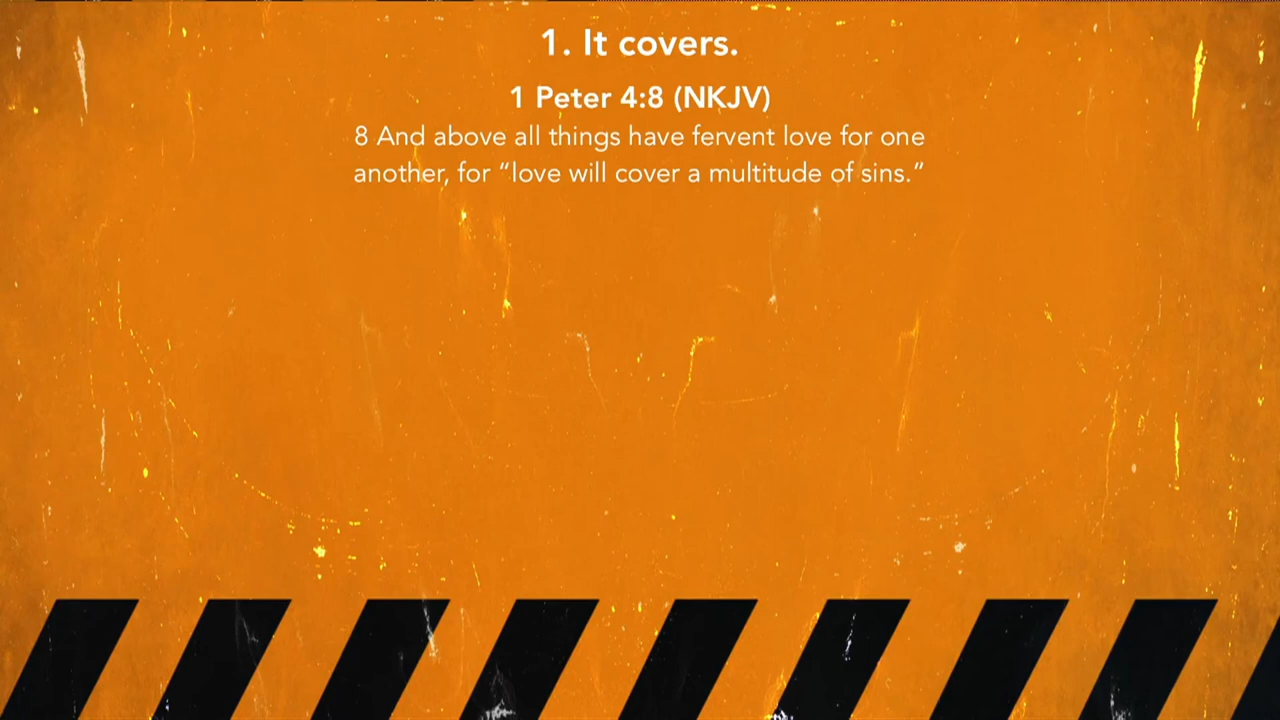 1. It covers.
1 Peter 4:8 (NKJV)
8 And above all things have fervent love for one
another, for “love will cover a multitude of sins.”